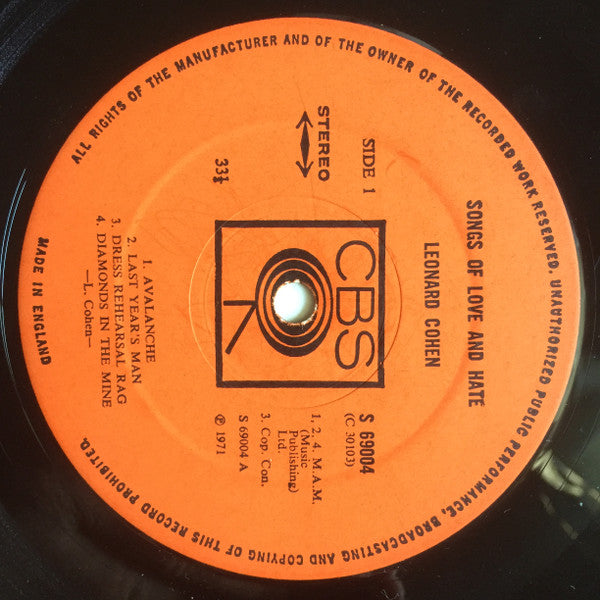 ALL RIGHTS OF THE MANUFACTURER AND OF THE OWNER OF THE RECORDED WORK RESERVED. UNAUTHORIZED PUBLIC PERFORMANCE, BROADCASTING AND COPYING OF THIS RECORD PROHIBITED.
SONGS OF LOVE AND HATE
LEONARD COHEN
SIDE 1
STEREO
33⅓
CBS
S 69004
(C 30103)
1, 2, 4. M.A.M.
(Music
Publishing)
Ltd.
3. Cop. Con.
S 69004 A
℗ 1971
1. AVALANCHE
2. LAST YEAR'S MAN
3. DRESS REHEARSAL RAG
4. DIAMONDS IN THE MINE
—L. Cohen—
MADE IN ENGLAND